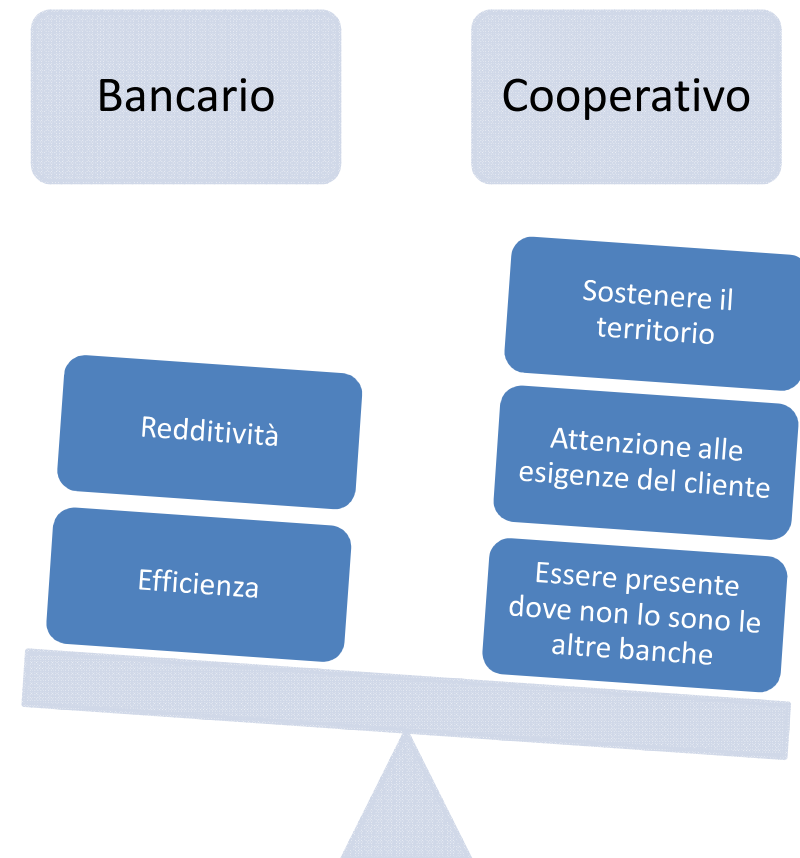 Bancario
Cooperativo
Redditività
Efficienza
Sostenere il
territorio
Attenzione alle
esigenze del cliente
Essere presente
dove non lo sono le
altre banche